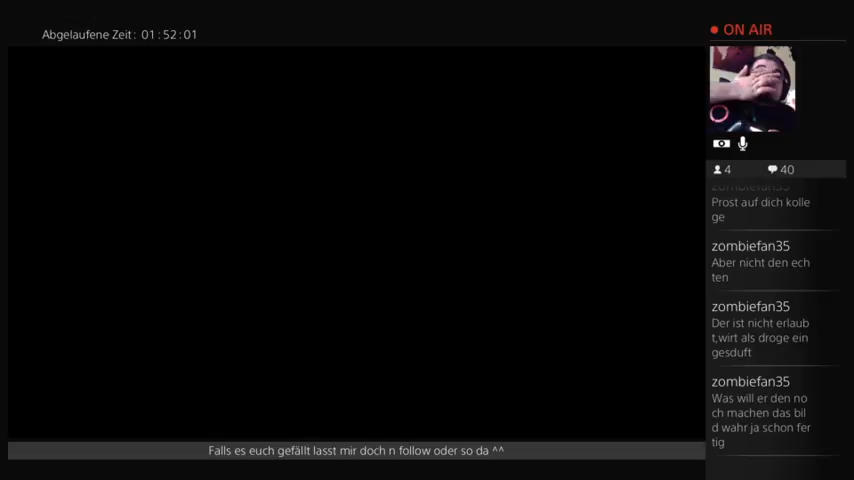 Abgelaufene Zeit: 01:52:01
ON AIR
4
40
zombiefan35
Prost auf dich kolle
ge
zombiefan35
Aber nicht den ech
ten
zombiefan35
Der ist nicht erlaub
t,wirt als droge ein
gesduft
zombiefan35
Was will er den no
ch machen das bil
d wahr ja schon fer
tig
Falls es euch gefällt lasst mir doch n follow oder so da ^^